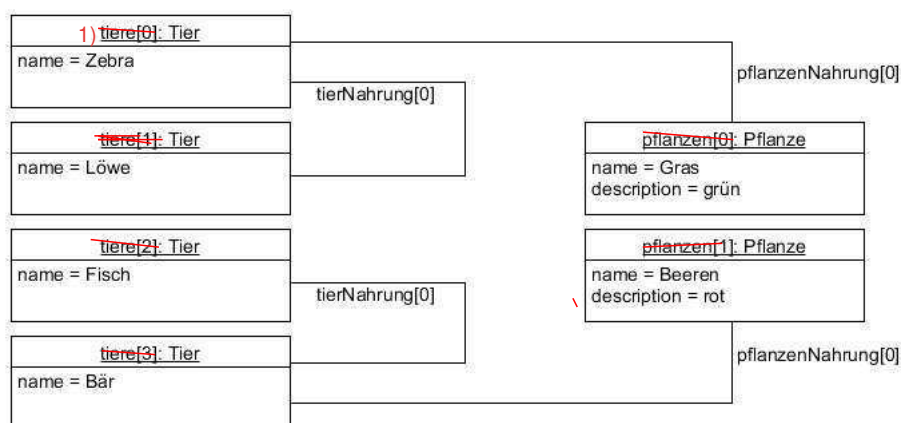 1) tiere[0]: Tier
name = Zebra
pflanzenNahrung[0]
tierNahrung[0]
tiere[1]: Tier
name = Löwe
pflanzen[0]: Pflanze
name = Gras
description = grün
tiere[2]: Tier
name = Fisch
pflanzen[1]: Pflanze
name = Beeren
description = rot
tierNahrung[0]
tiere[3]: Tier
name = Bär
pflanzenNahrung[0]